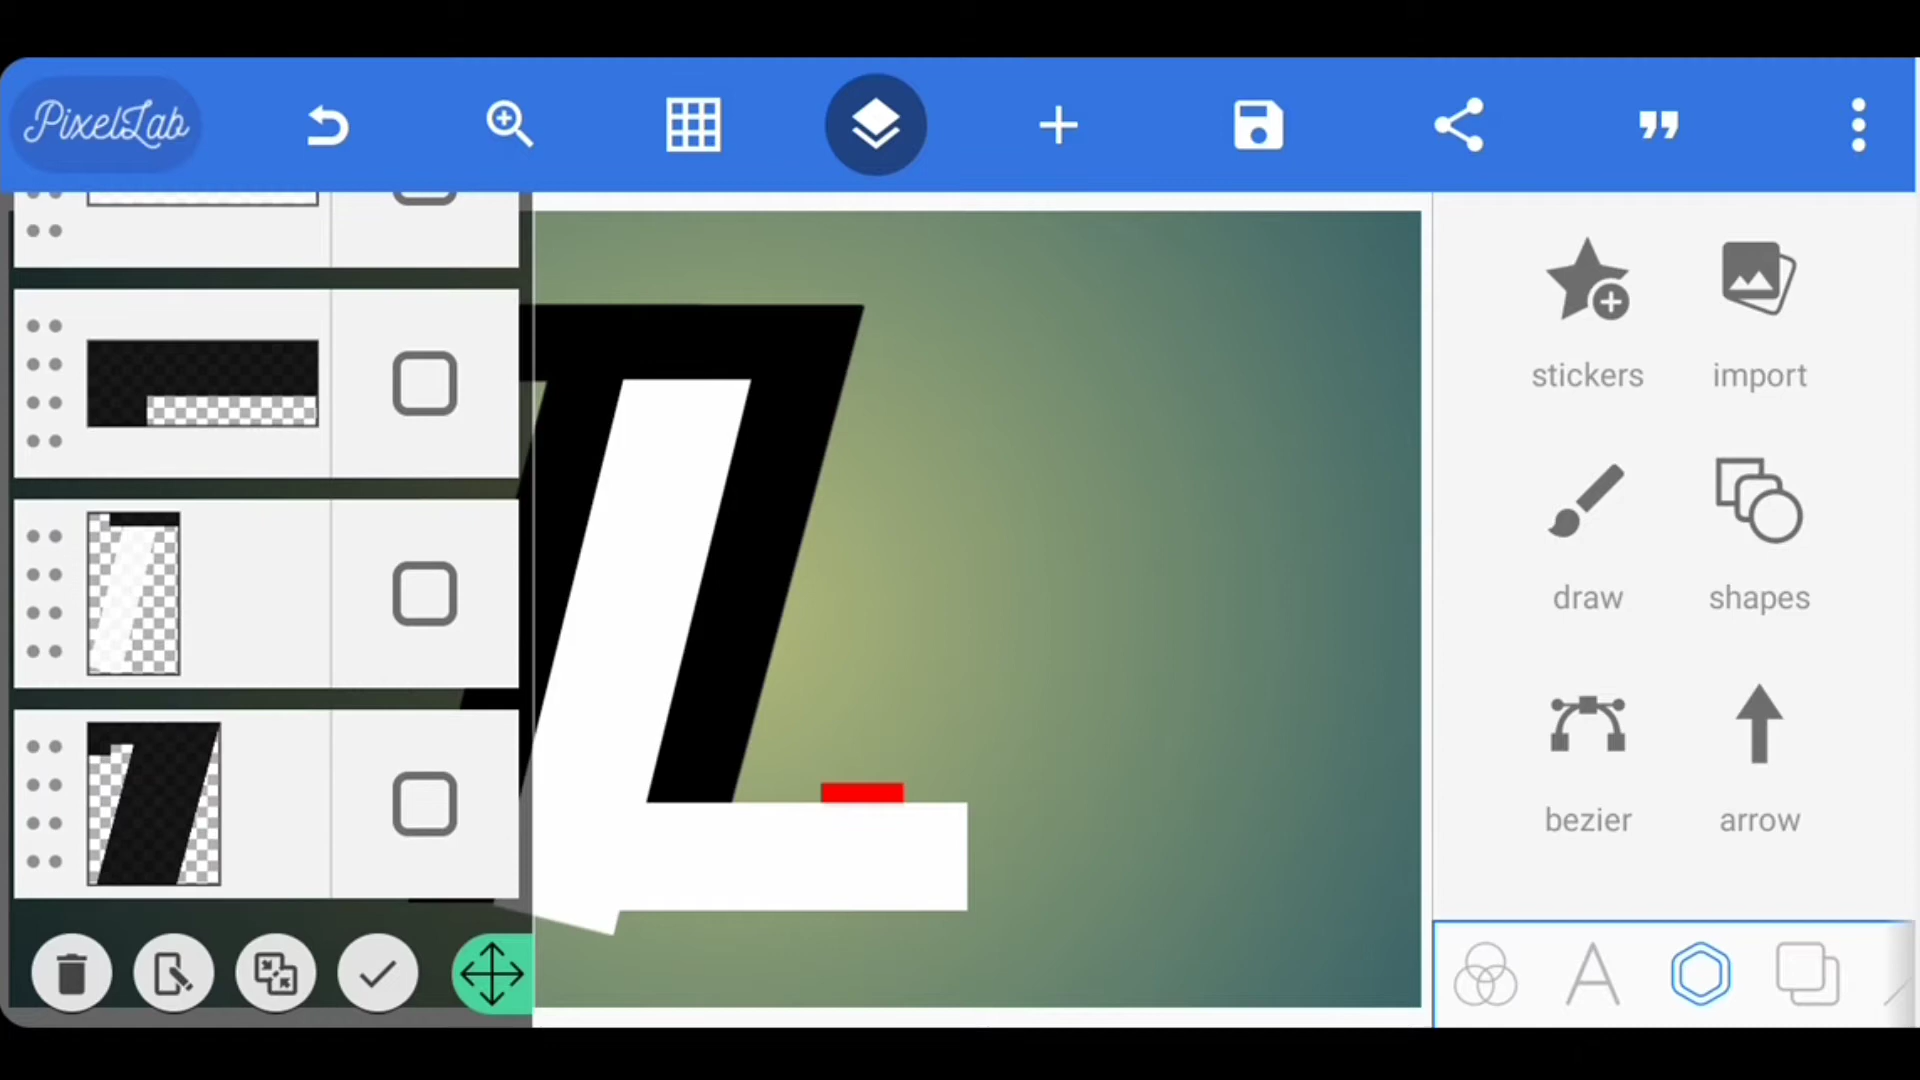 PixelLab
stickers
import
draw
shapes
bezier
arrow